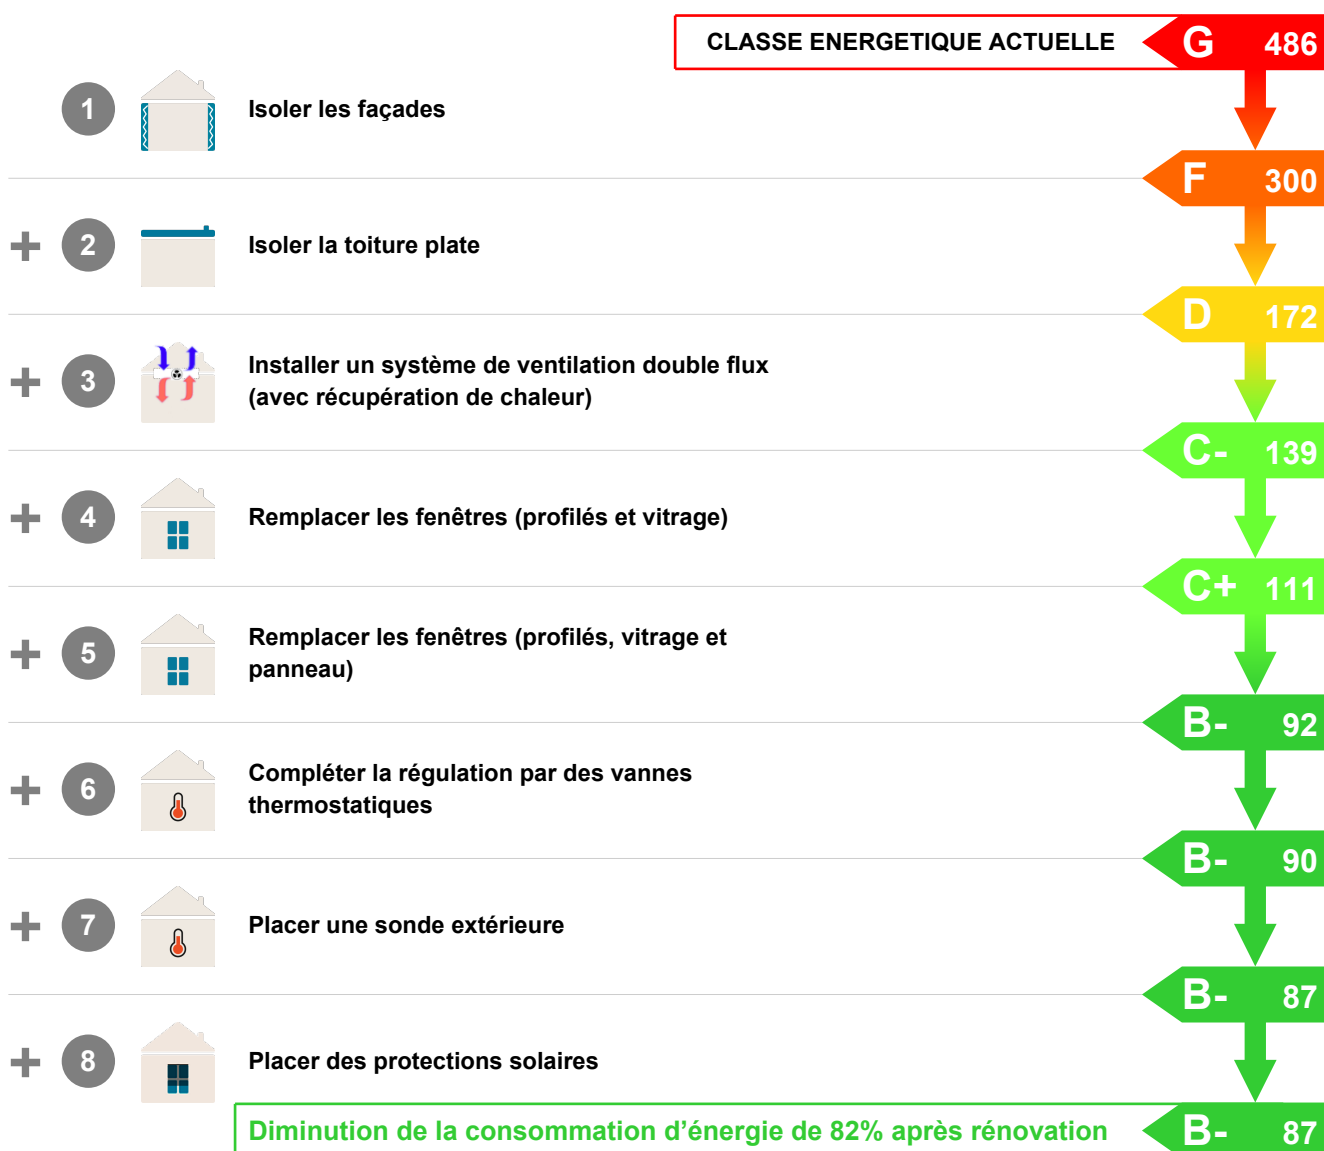 CLASSE ENERGETIQUE ACTUELLE G 486
1 Isoler les façades
F 300
+ 2 Isoler la toiture plate
D 172
+ 3 Installer un système de ventilation double flux
(avec récupération de chaleur)
C- 139
+ 4 Remplacer les fenêtres (profilés et vitrage)
C+ 111
+ 5 Remplacer les fenêtres (profilés, vitrage et
panneau)
B- 92
+ 6 Compléter la régulation par des vannes
thermostatiques
B- 90
+ 7 Placer une sonde extérieure
B- 87
+ 8 Placer des protections solaires
Diminution de la consommation d’énergie de 82% après rénovation B- 87